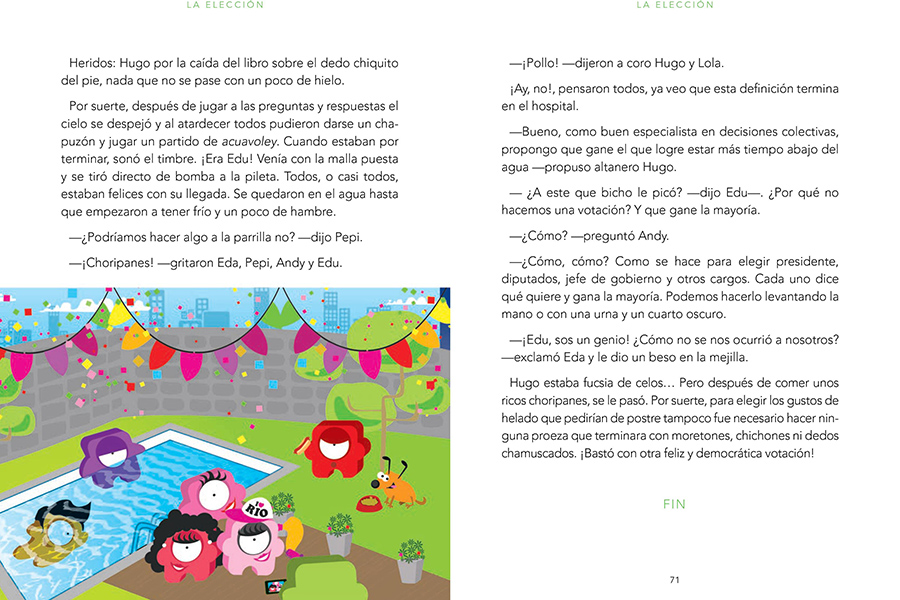 LA ELECCIÓN
Heridos: Hugo por la caída del libro sobre el dedo chiquito
del pie, nada que no se pase con un poco de hielo.
Por suerte, después de jugar a las preguntas y respuestas el
cielo se despejó y al atardecer todos pudieron darse un cha-
puzón y jugar un partido de acuavoley. Cuando estaban por
terminar, sonó el timbre. ¡Era Edu! Venía con la malla puesta
y se tiró directo de bomba a la pileta. Todos, o casi todos,
estaban felices con su llegada. Se quedaron en el agua hasta
que empezaron a tener frío y un poco de hambre.
—¿Podríamos hacer algo a la parrilla no? —dijo Pepi.
—¡Choripanes! —gritaron Eda, Pepi, Andy y Edu.
I ♥
RIO
LA ELECCIÓN
—¡Pollo! —dijeron a coro Hugo y Lola.
¡Ay, no!, pensaron todos, ya veo que esta definición termina
en el hospital.
—Bueno, como buen especialista en decisiones colectivas,
propongo que gane el que logre estar más tiempo abajo del
agua —propuso altanero Hugo.
— ¿A este que bicho le picó? —dijo Edu—. ¿Por qué no
hacemos una votación? Y que gane la mayoría.
—¿Cómo? —preguntó Andy.
—¿Cómo, cómo? Como se hace para elegir presidente,
diputados, jefe de gobierno y otros cargos. Cada uno dice
qué quiere y gana la mayoría. Podemos hacerlo levantando la
mano o con una urna y un cuarto oscuro.
—¡Edu, sos un genio! ¿Cómo no se nos ocurrió a nosotros?
—exclamó Eda y le dio un beso en la mejilla.
Hugo estaba fucsia de celos… Pero después de comer unos
ricos choripanes, se le pasó. Por suerte, para elegir los gustos de
helado que pedirían de postre tampoco fue necesario hacer nin-
guna proeza que terminara con moretones, chichones ni dedos
chamuscados. ¡Bastó con otra feliz y democrática votación!
FIN
71